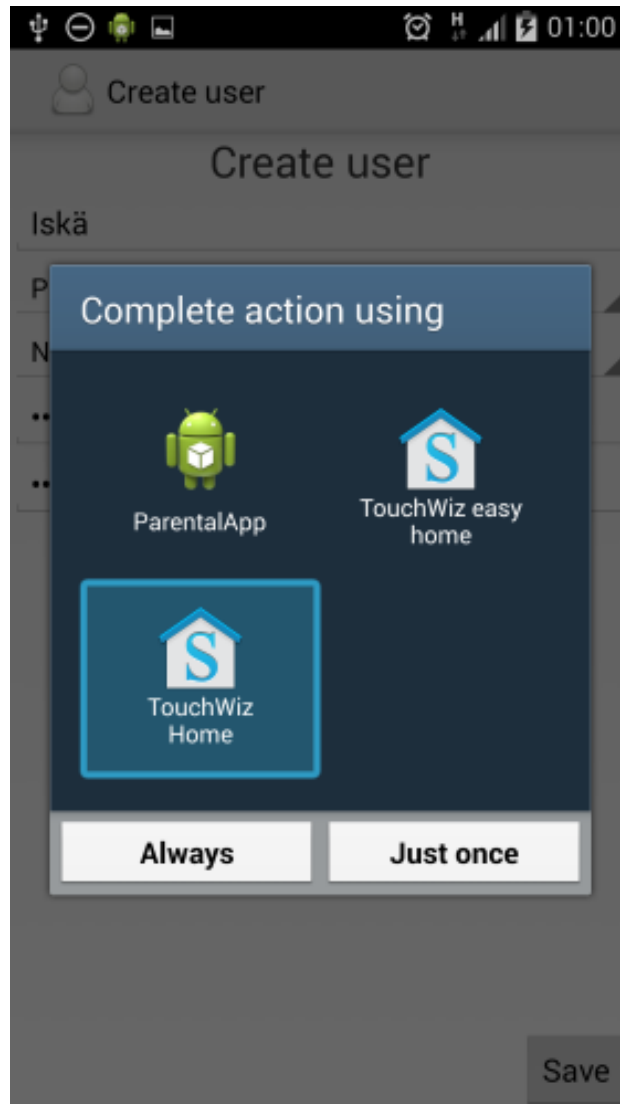 H 01:00
Create user
Create user
Iskä
P
Complete action using
N
ParentalApp
TouchWiz easy
home
S
S
TouchWiz
Home
Always
Just once
Save